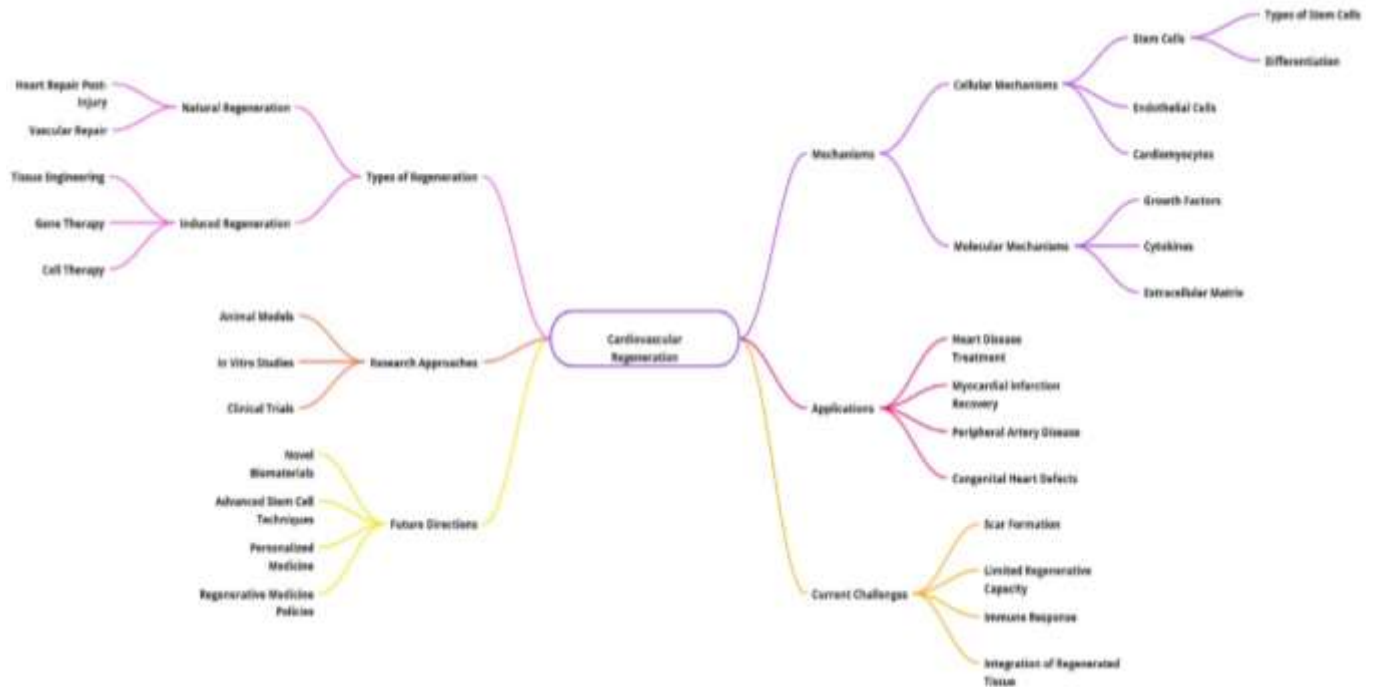 Cardiovascular
Regeneration
Mechanisms
Cellular Mechanisms
Stem Cells
Types of Stem Cells
Differentiation
Endothelial Cells
Cardiomyocytes
Molecular Mechanisms
Growth Factors
Cytokines
Extracellular Matrix
Applications
Heart Disease
Treatment
Myocardial Infarction
Recovery
Peripheral Artery Disease
Congenital Heart Defects
Current Challenges
Scar Formation
Limited Regenerative
Capacity
Immune Response
Integration of Regenerated
Tissue
Types of Regeneration
Natural Regeneration
Heart Repair Post-
Injury
Vascular Repair
Induced Regeneration
Tissue Engineering
Gene Therapy
Cell Therapy
Research Approaches
Animal Models
In Vitro Studies
Clinical Trials
Future Directions
Novel
Biomaterials
Advanced Stem Cell
Techniques
Personalized
Medicine
Regenerative Medicine
Policies